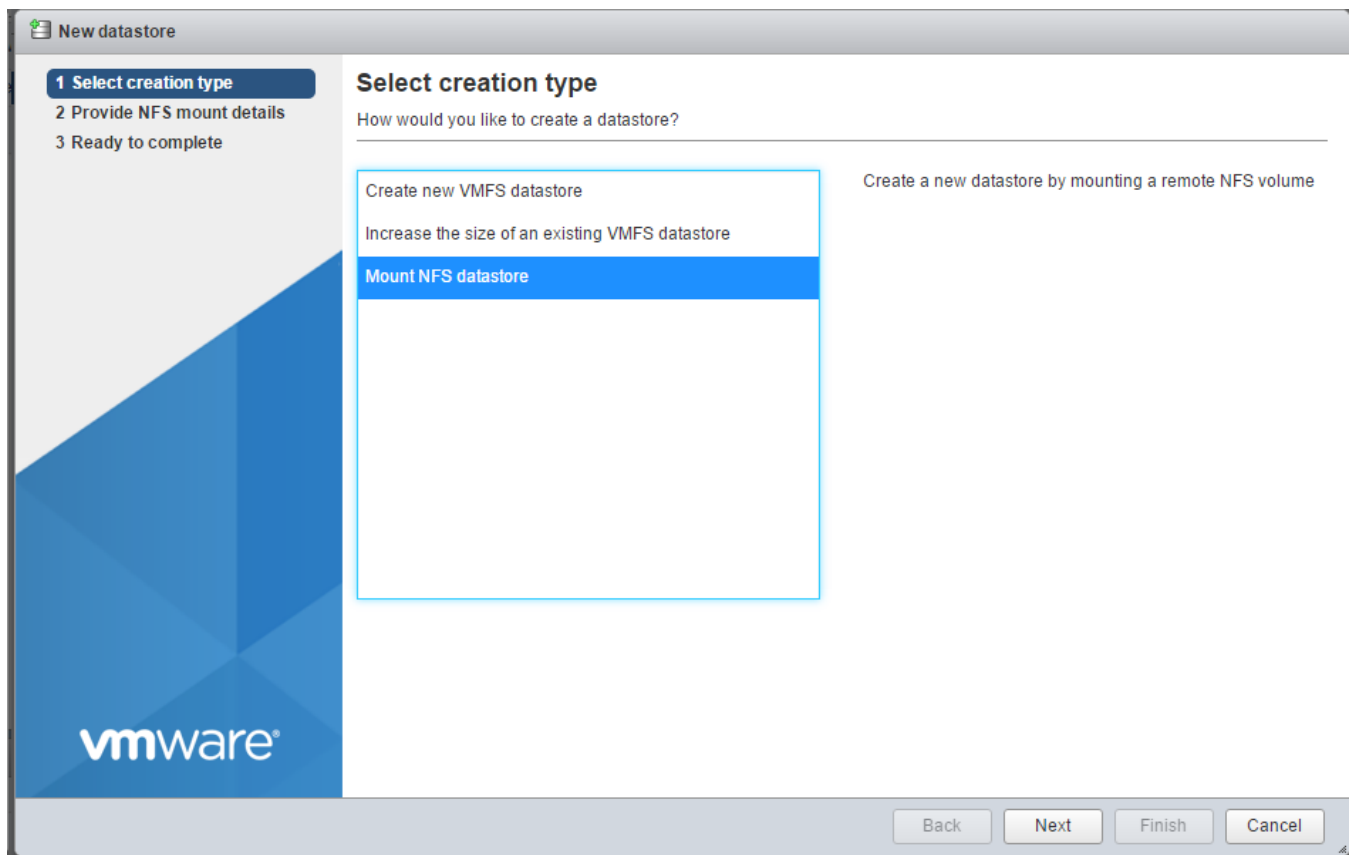 New datastore
1 Select creation type
2 Provide NFS mount details
3 Ready to complete
Select creation type
How would you like to create a datastore?
Create new VMFS datastore
Increase the size of an existing VMFS datastore
Mount NFS datastore
Create a new datastore by mounting a remote NFS volume
vmware®
Back
Next
Finish
Cancel